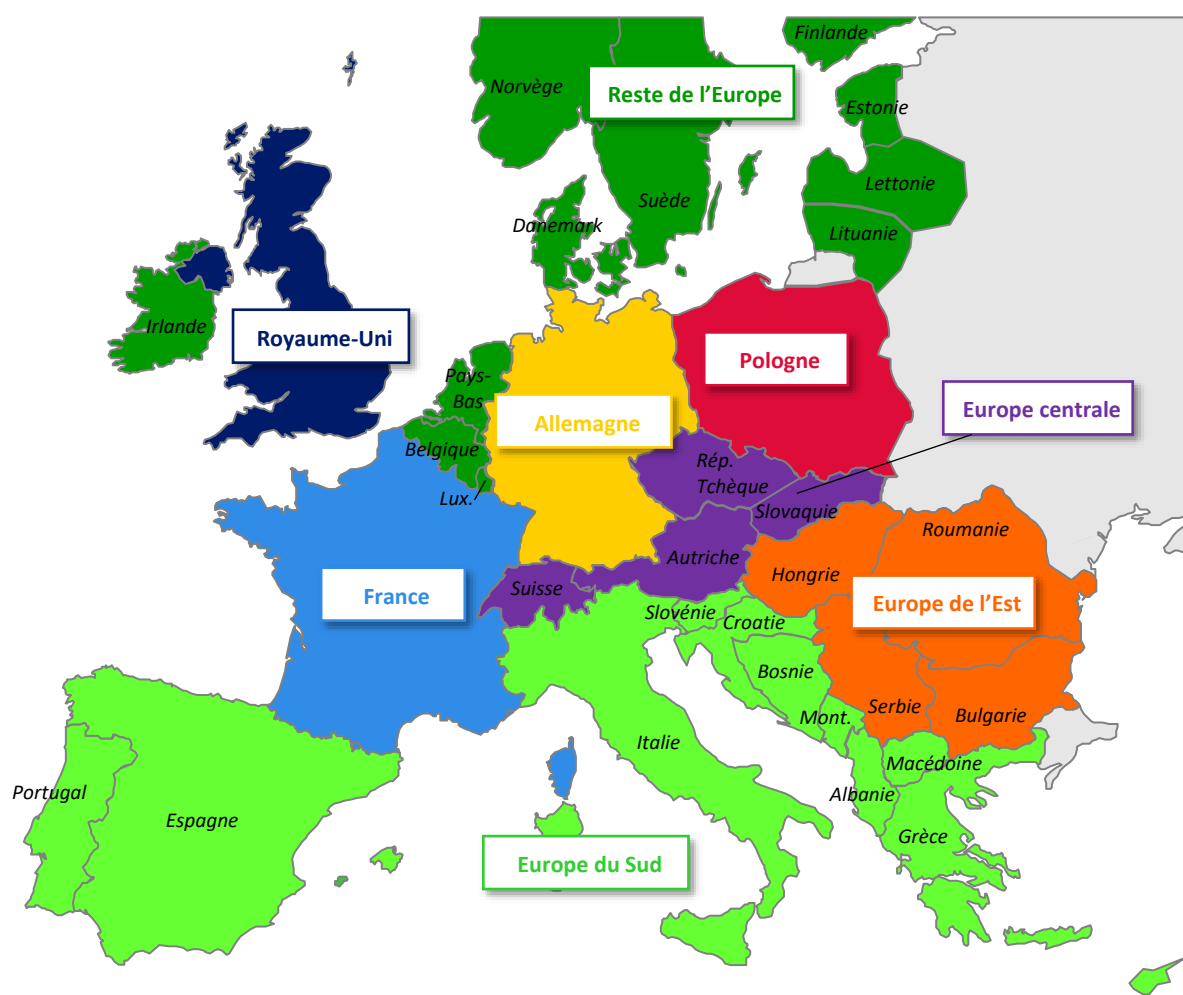 Finlande
Norvège
Reste de l’Europe
Estonie
Lettonie
Suède
Danemark
Lituanie
Irlande
Royaume-Uni
Pologne
Pays-
Bas
Europe centrale
Allemagne
Belgique
Rép.
Tchèque
Lux.
Slovaquie
Roumanie
Autriche
Hongrie
Suisse
France
Europe de l’Est
Slovénie
Croatie
Bosnie
Serbie
Bulgarie
Mont.
Italie
Macédoine
Portugal
Albanie
Espagne
Grèce
Europe du Sud